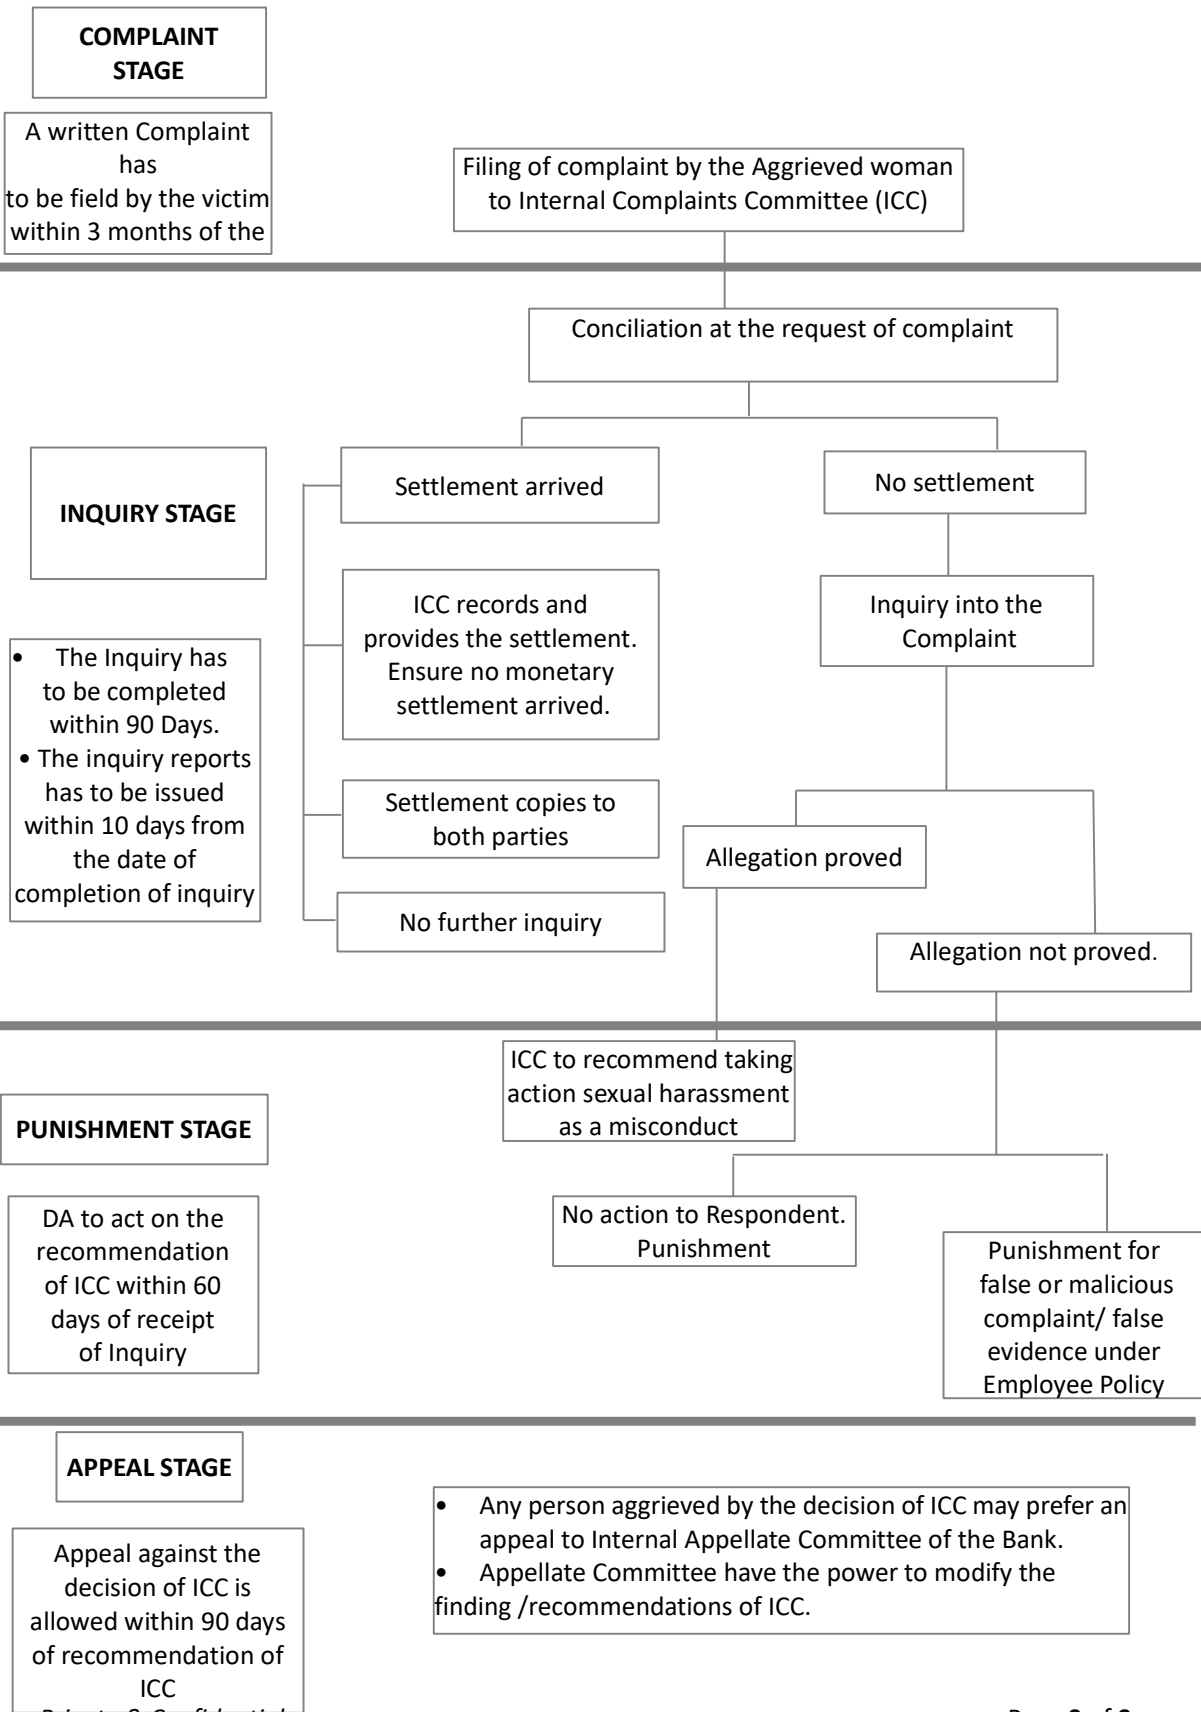 COMPLAINT
STAGE
A written Complaint
has
to be field by the victim
within 3 months of the
Filing of complaint by the Aggrieved woman
to Internal Complaints Committee (ICC)
Conciliation at the request of complaint
INQUIRY STAGE
Settlement arrived
No settlement
ICC records and
provides the settlement.
Ensure no monetary
settlement arrived.
Inquiry into the
Complaint
• The Inquiry has
to be completed
within 90 Days.
• The inquiry reports
has to be issued
within 10 days from
the date of
completion of inquiry
Settlement copies to
both parties
Allegation proved
No further inquiry
Allegation not proved.
ICC to recommend taking
action sexual harassment
as a misconduct
PUNISHMENT STAGE
DA to act on the
recommendation
of ICC within 60
days of receipt
of Inquiry
No action to Respondent.
Punishment
Punishment for
false or malicious
complaint/ false
evidence under
Employee Policy
APPEAL STAGE
• Any person aggrieved by the decision of ICC may prefer an
appeal to Internal Appellate Committee of the Bank.
• Appellate Committee have the power to modify the
finding /recommendations of ICC.
Appeal against the
decision of ICC is
allowed within 90 days
of recommendation of
ICC